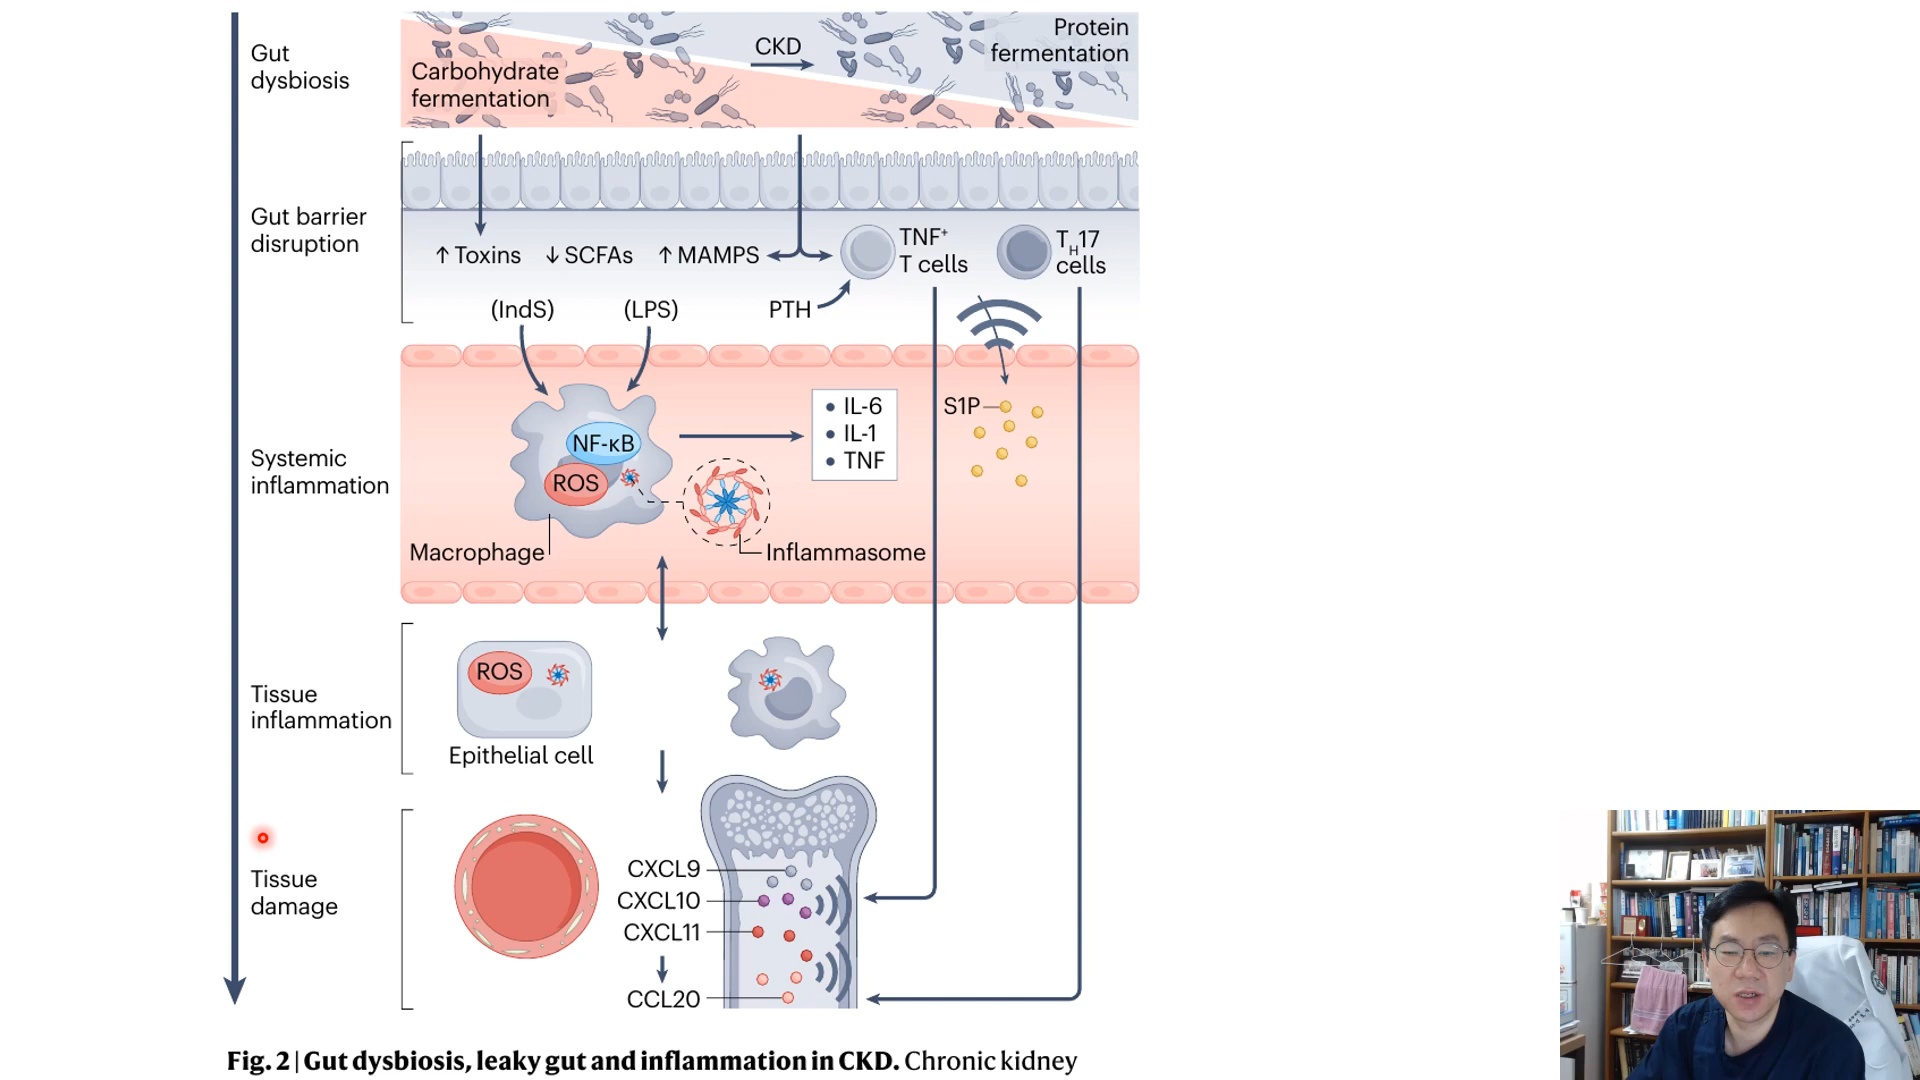 Gut
dysbiosis
Carbohydrate
fermentation
CKD
Protein
fermentation
Gut barrier
disruption
↑ Toxins
↓ SCFAs
↑ MAMPS
TNF⁺
T cells
T_H17
cells
(IndS)
(LPS)
PTH
Systemic
inflammation
NF-κB
ROS
• IL-6
• IL-1
• TNF
S1P
Macrophage
Inflammasome
Tissue
inflammation
ROS
Epithelial cell
Tissue
damage
CXCL9
CXCL10
CXCL11
CCL20
Fig. 2 | Gut dysbiosis, leaky gut and inflammation in CKD. Chronic kidney